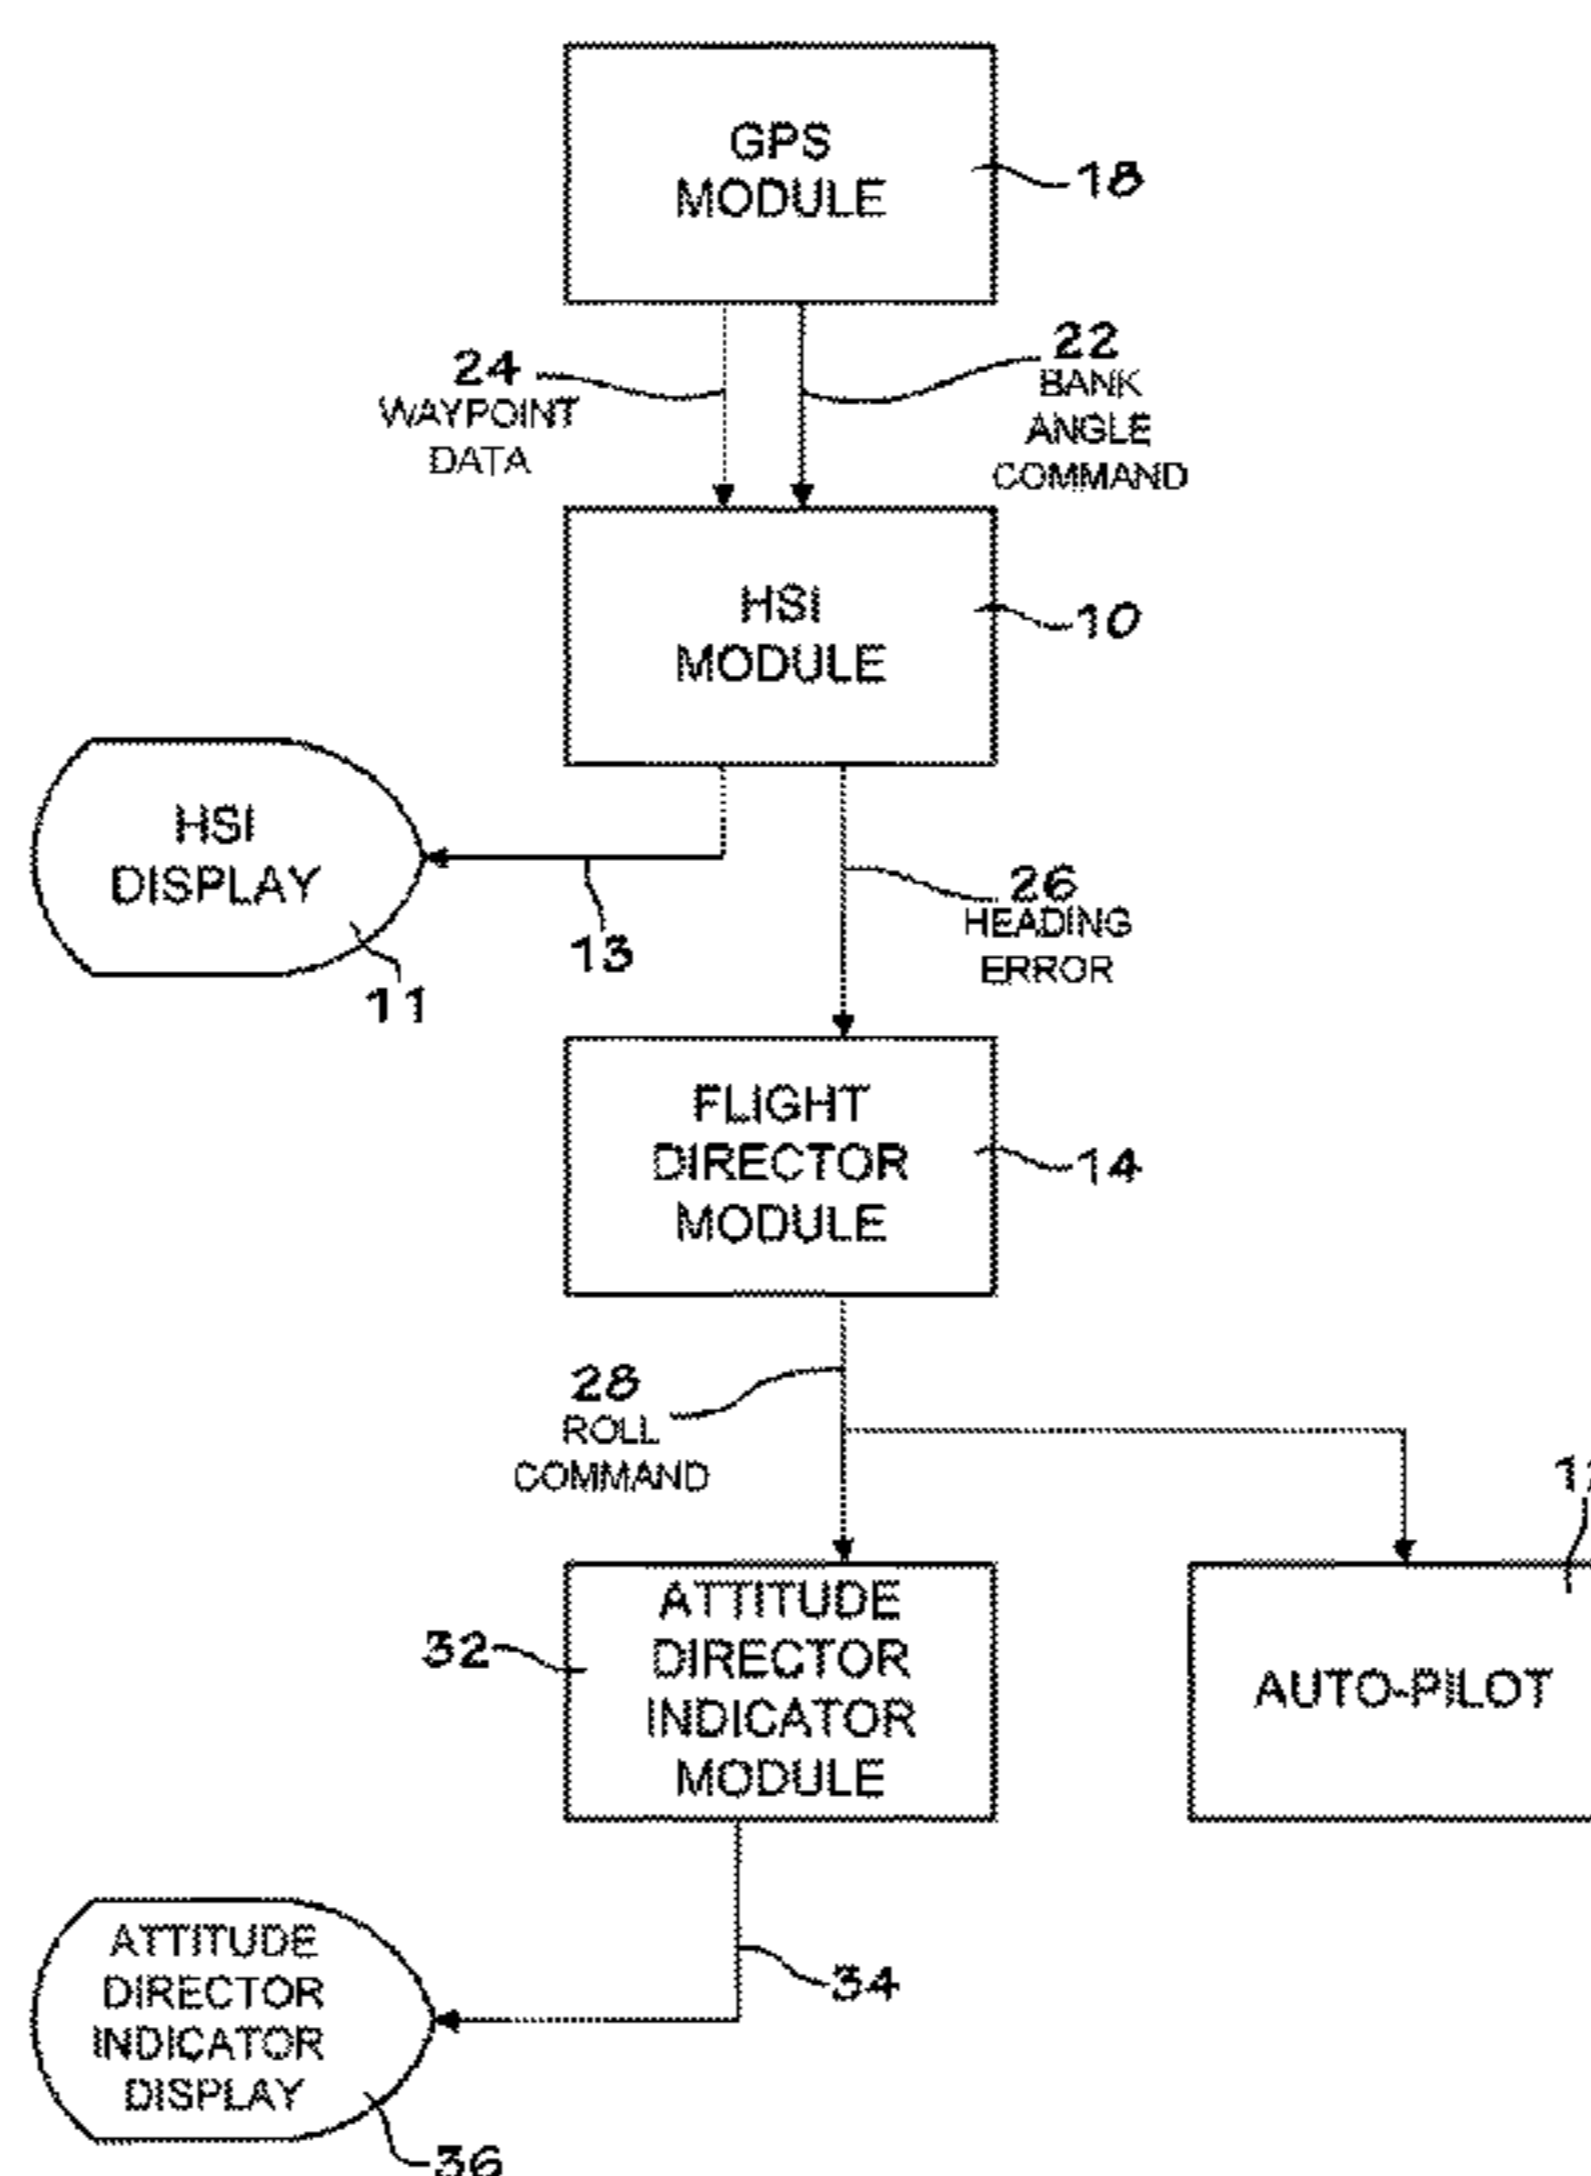 GPS
MODULE
18
24
WAYPOINT
DATA
22
BANK
ANGLE
COMMAND
HSI
MODULE
10
HSI
DISPLAY
11
13
26
HEADING
ERROR
FLIGHT
DIRECTOR
MODULE
14
28
ROLL
COMMAND
32
ATTITUDE
DIRECTOR
INDICATOR
MODULE
AUTO-PILOT
34
ATTITUDE
DIRECTOR
INDICATOR
DISPLAY
36